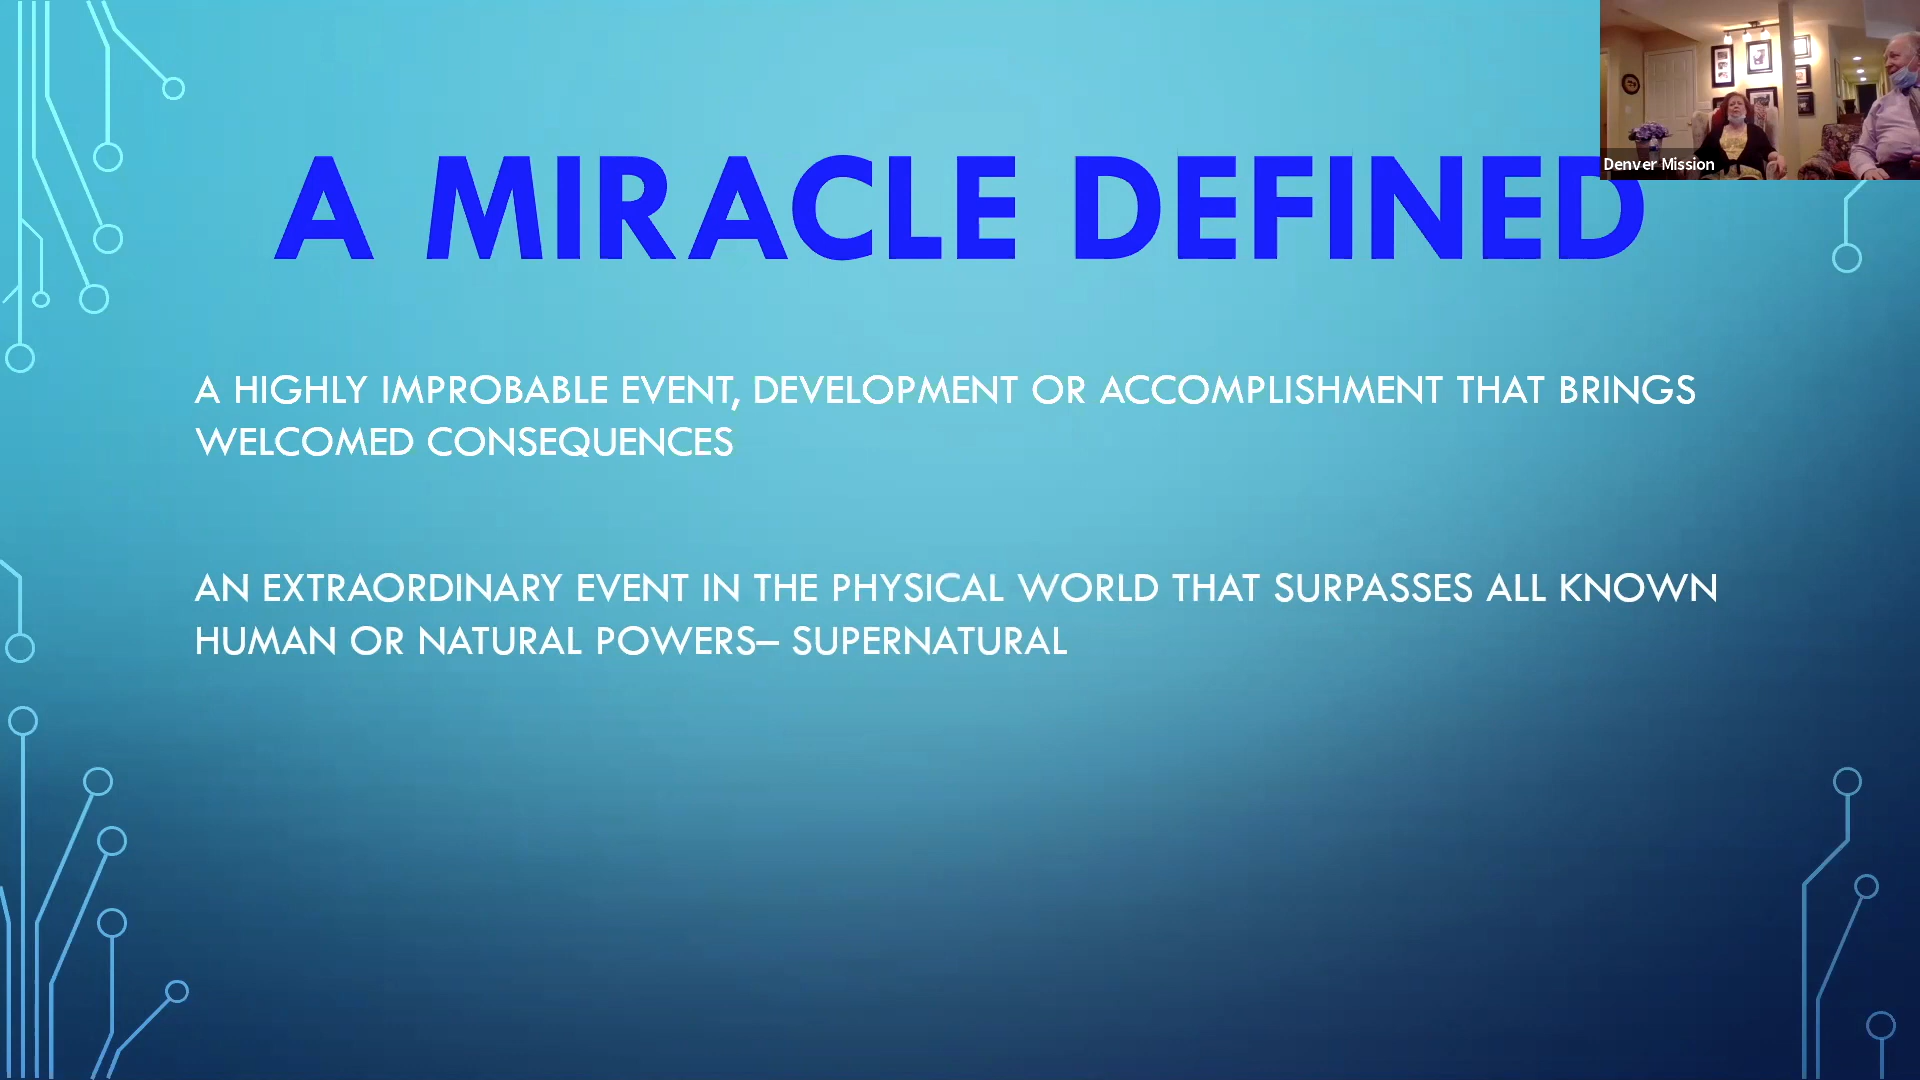 A MIRACLE DEFINED
A HIGHLY IMPROBABLE EVENT, DEVELOPMENT OR ACCOMPLISHMENT THAT BRINGS
WELCOMED CONSEQUENCES
AN EXTRAORDINARY EVENT IN THE PHYSICAL WORLD THAT SURPASSES ALL KNOWN
HUMAN OR NATURAL POWERS– SUPERNATURAL
Denver Mission